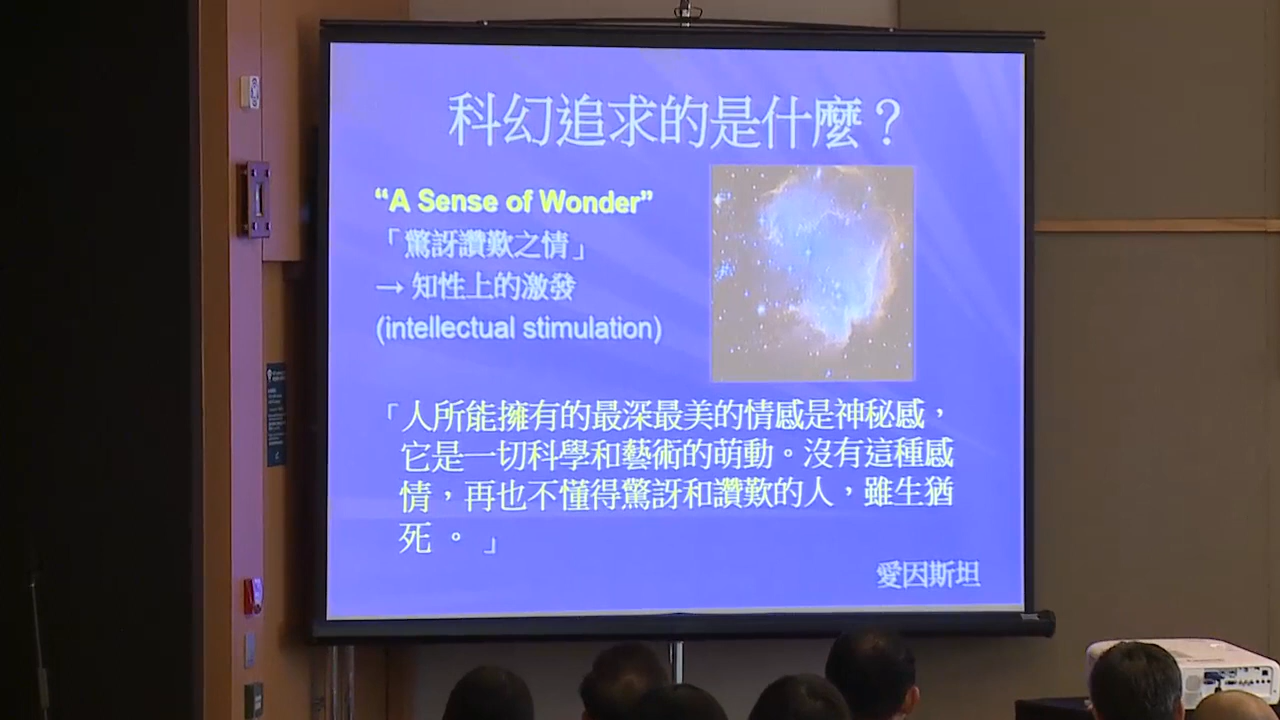 科幻追求的是什麼？
“A Sense of Wonder”
「驚訝讚歎之情」
→ 知性上的激發
(intellectual stimulation)
「人所能擁有的最深最美的情感是神秘感，
它是一切科學和藝術的萌動。沒有這種感
情，再也不懂得驚訝和讚歎的人，雖生猶
死 。 」
愛因斯坦